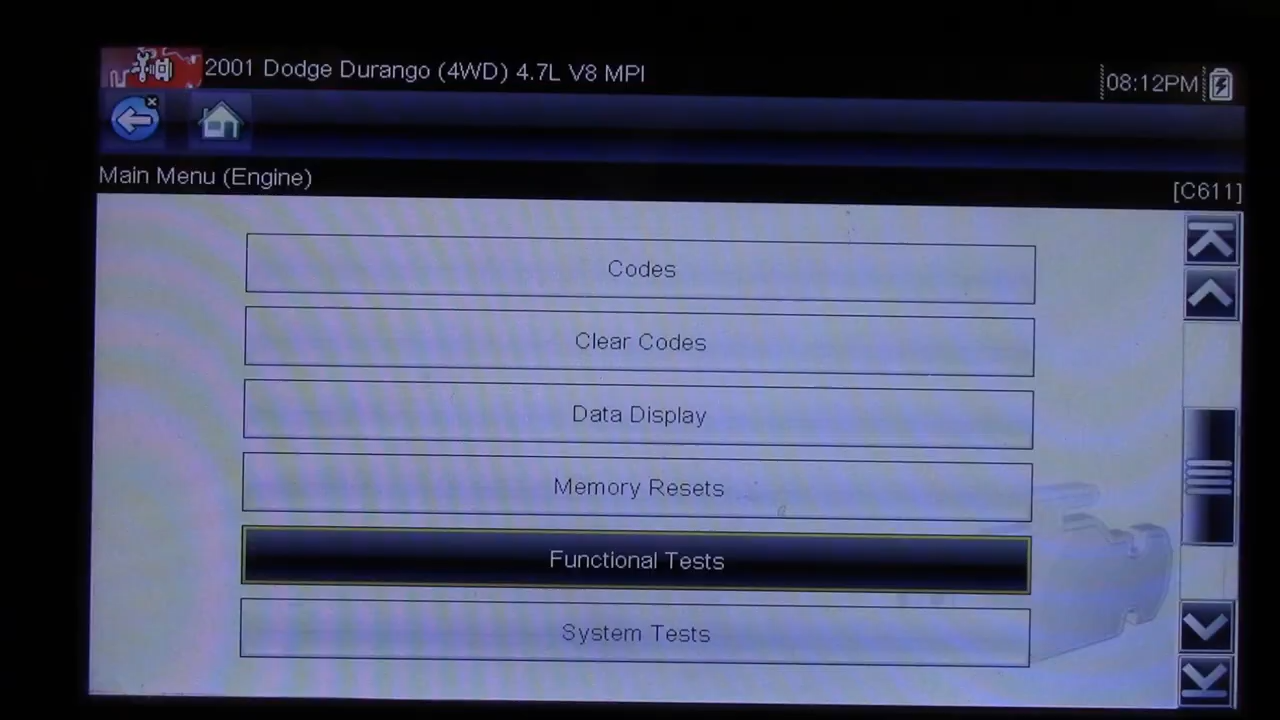 2001 Dodge Durango (4WD) 4.7L V8 MPI
08:12PM
Main Menu (Engine)
[C611]
Codes
Clear Codes
Data Display
Memory Resets
Functional Tests
System Tests